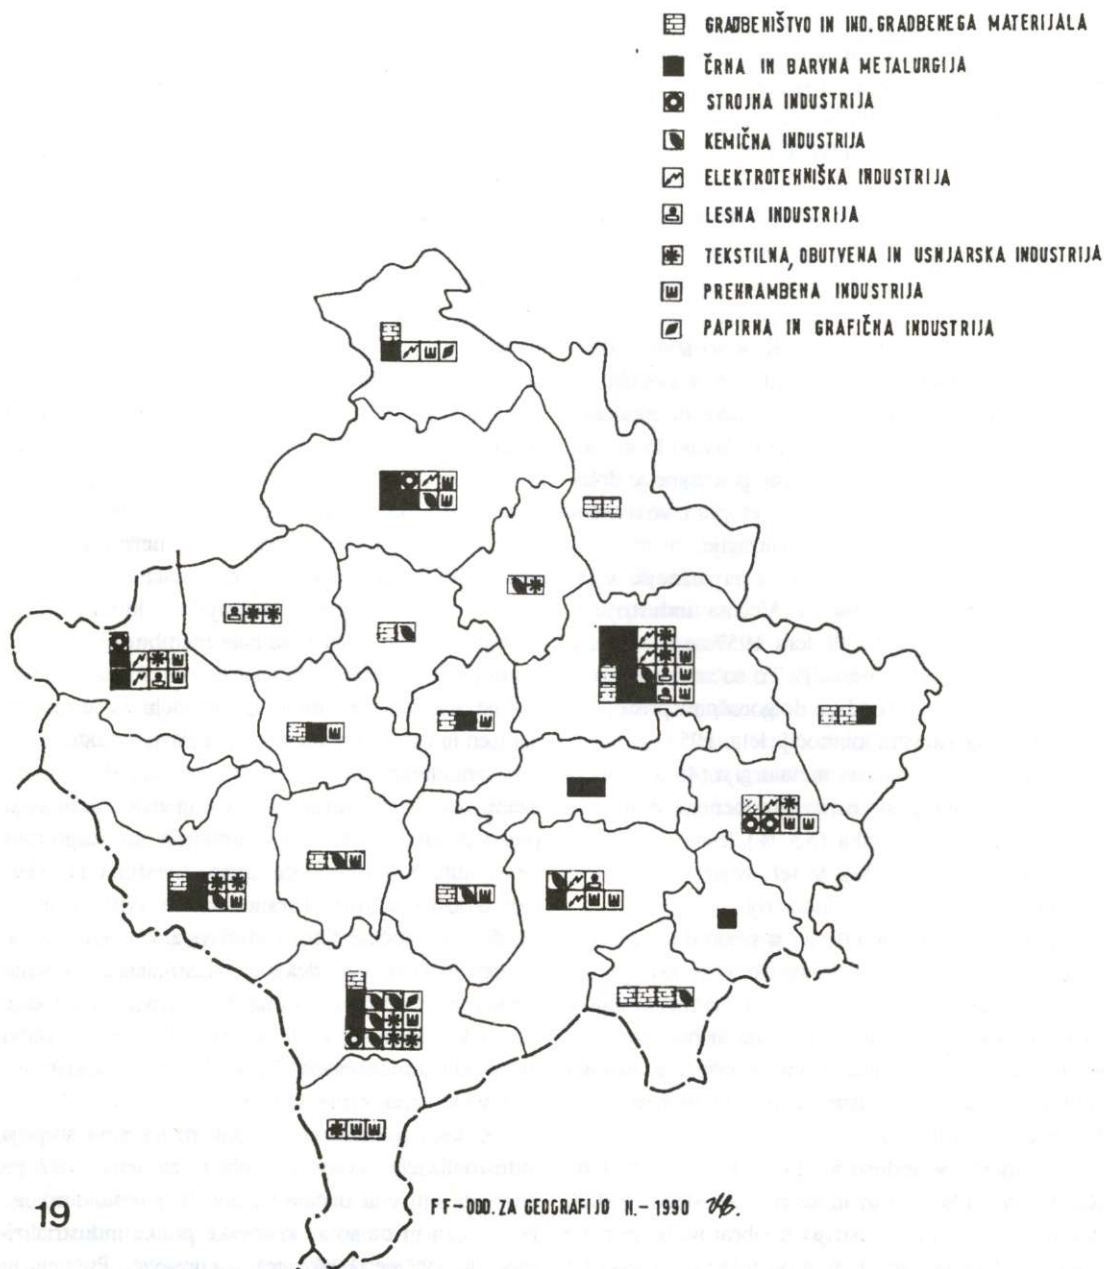 GRADBENIŠTVO IN IND. GRADBENEGA MATERIJALA
ČRNA IN BARVNA METALURGIJA
STROJNA INDUSTRIJA
KEMIČNA INDUSTRIJA
ELEKTROTEHNIŠKA INDUSTRIJA
LESNA INDUSTRIJA
TEKSTILNA, OBUTVENA IN USNJARSKA INDUSTRIJA
PREHRAMBENA INDUSTRIJA
PAPIRNA IN GRAFIČNA INDUSTRIJA
19
FF-ODD. ZA GEOGRAFIJO N.-1990